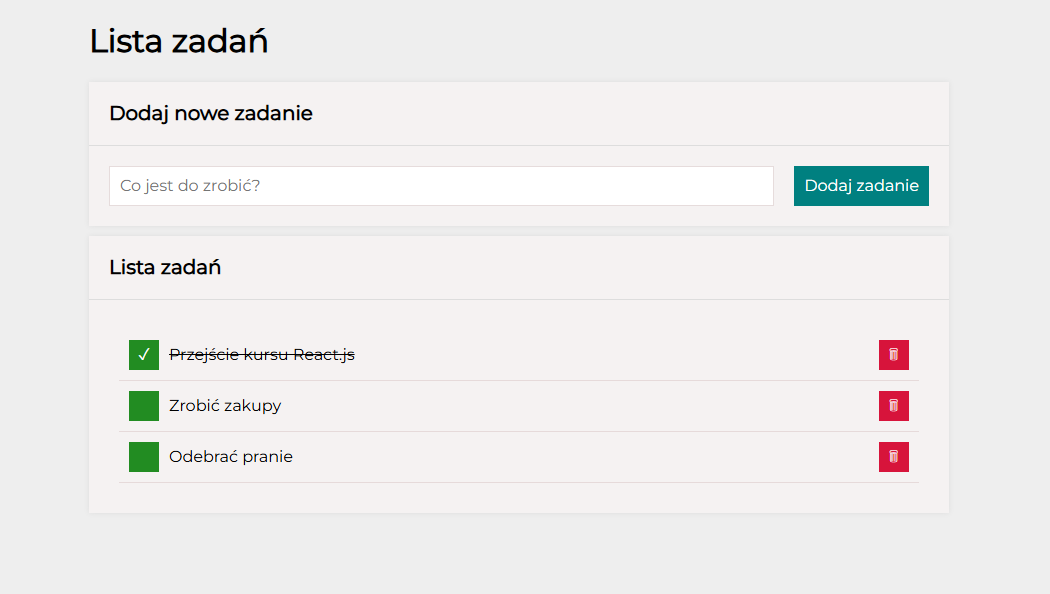 Lista zadań
Dodaj nowe zadanie
Co jest do zrobić?
Dodaj zadanie
Lista zadań
✓ Przejście kursu React.js
Zrobić zakupy
Odebrać pranie